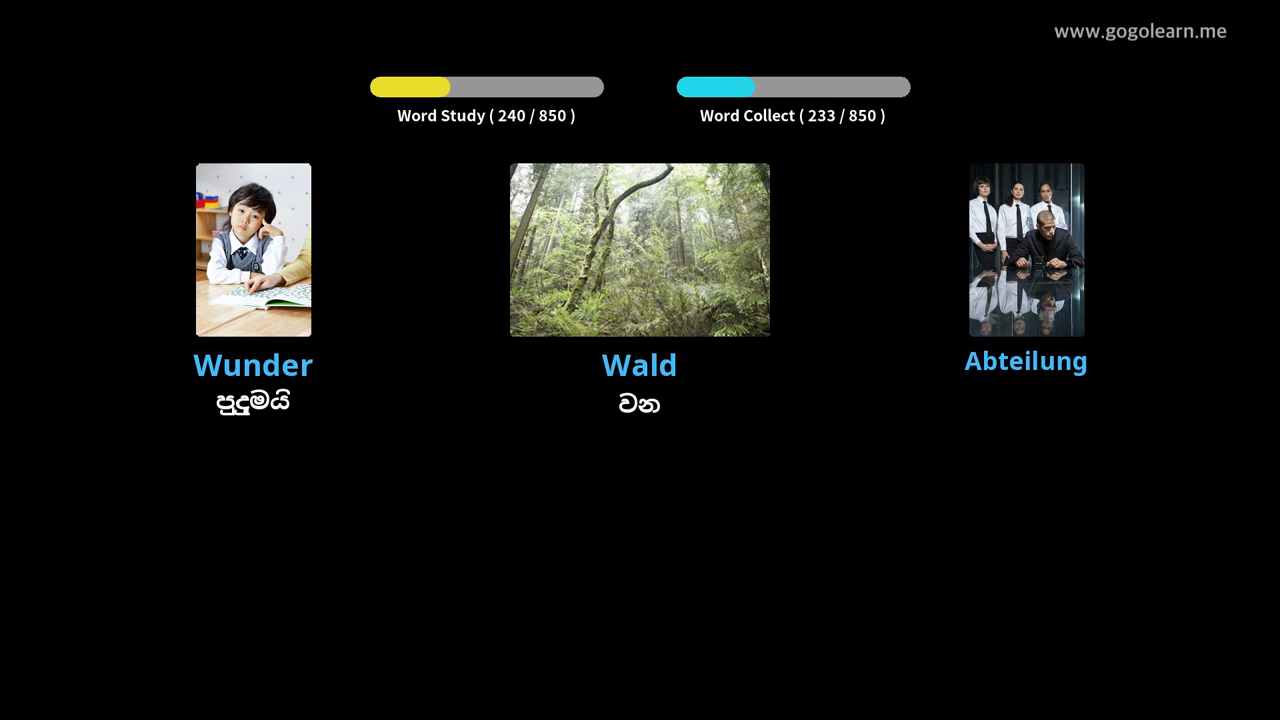 www.gogolearn.me
Word Study ( 240 / 850 )
Word Collect ( 233 / 850 )
Wunder
පුදුමයි
Wald
වන
Abteilung